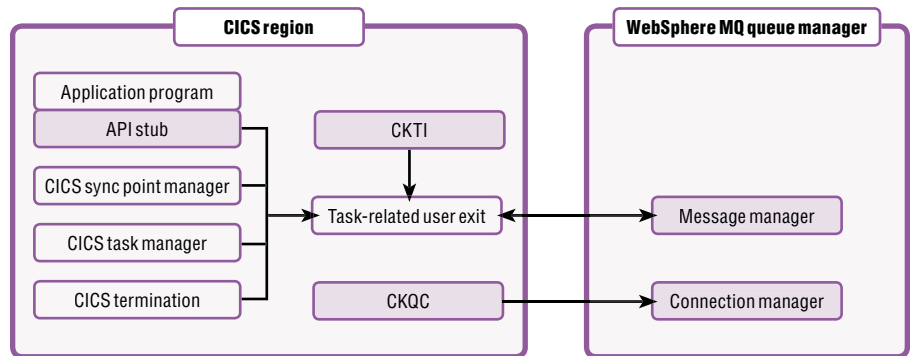 CICS region
WebSphere MQ queue manager
Application program
API stub
CKTI
CICS sync point manager
Task-related user exit
Message manager
CICS task manager
CICS termination
CKQC
Connection manager